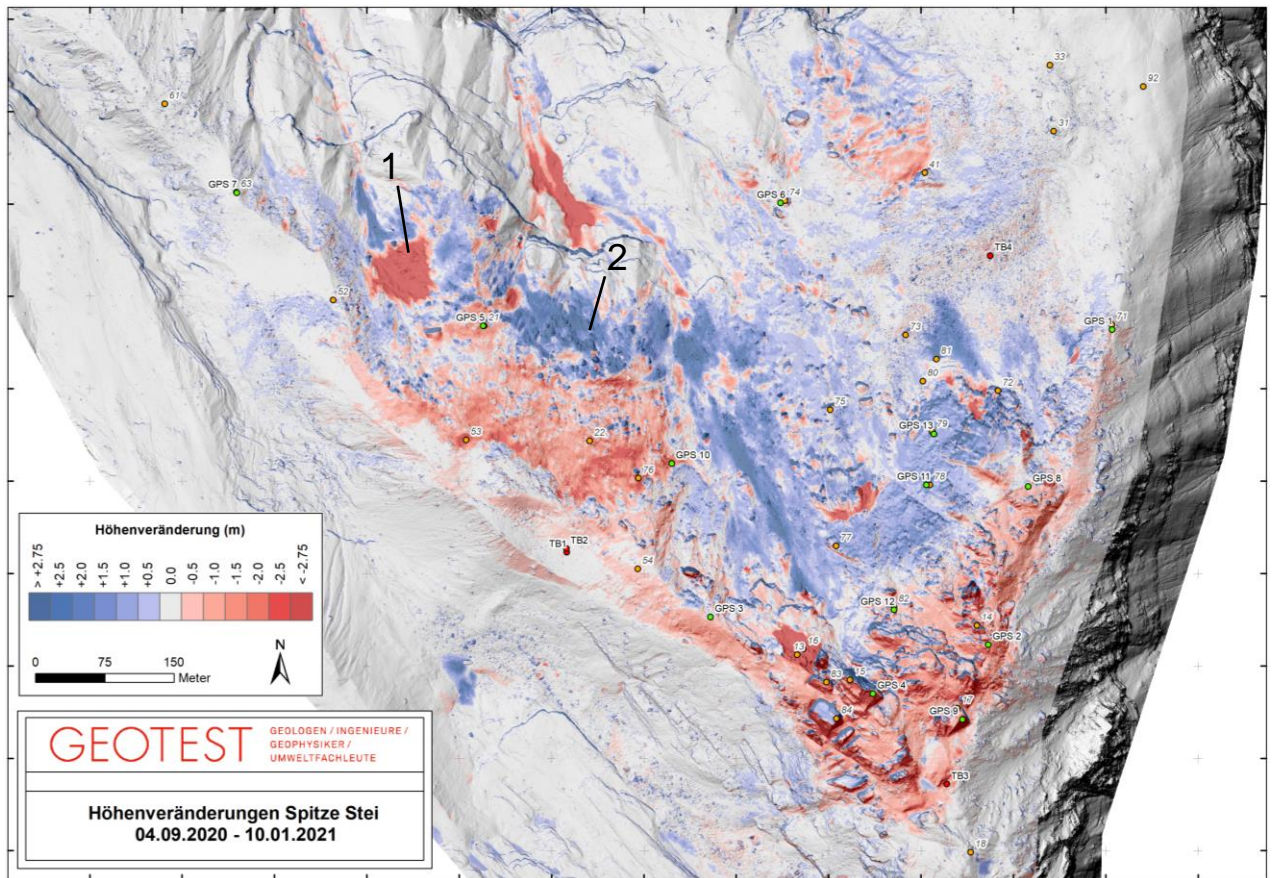 61
33
92
31
1
41
GPS 7 63
GPS 6 74
TB4
2
52
GPS 5 21
GPS 1 71
73
81
80
72
75
GPS 13 79
53
22
GPS 10
76
GPS 11 78
GPS 8
Höhenveränderung (m)
> +2.75
+2.5
+2.0
+1.5
+1.0
+0.5
0.0
-0.5
-1.0
-1.5
-2.0
-2.5
< -2.75
N
0 75 150
Meter
77
TB1 TB2
54
GPS 12 82
GPS 3
14
GPS 2
16
13
83
15
GPS 4
84
GPS 9
TB3
18
GEOTEST
GEOLOGEN / INGENIEURE /
GEOPHYSIKER /
UMWELTFACHLEUTE
Höhenveränderungen Spitze Stei
04.09.2020 - 10.01.2021